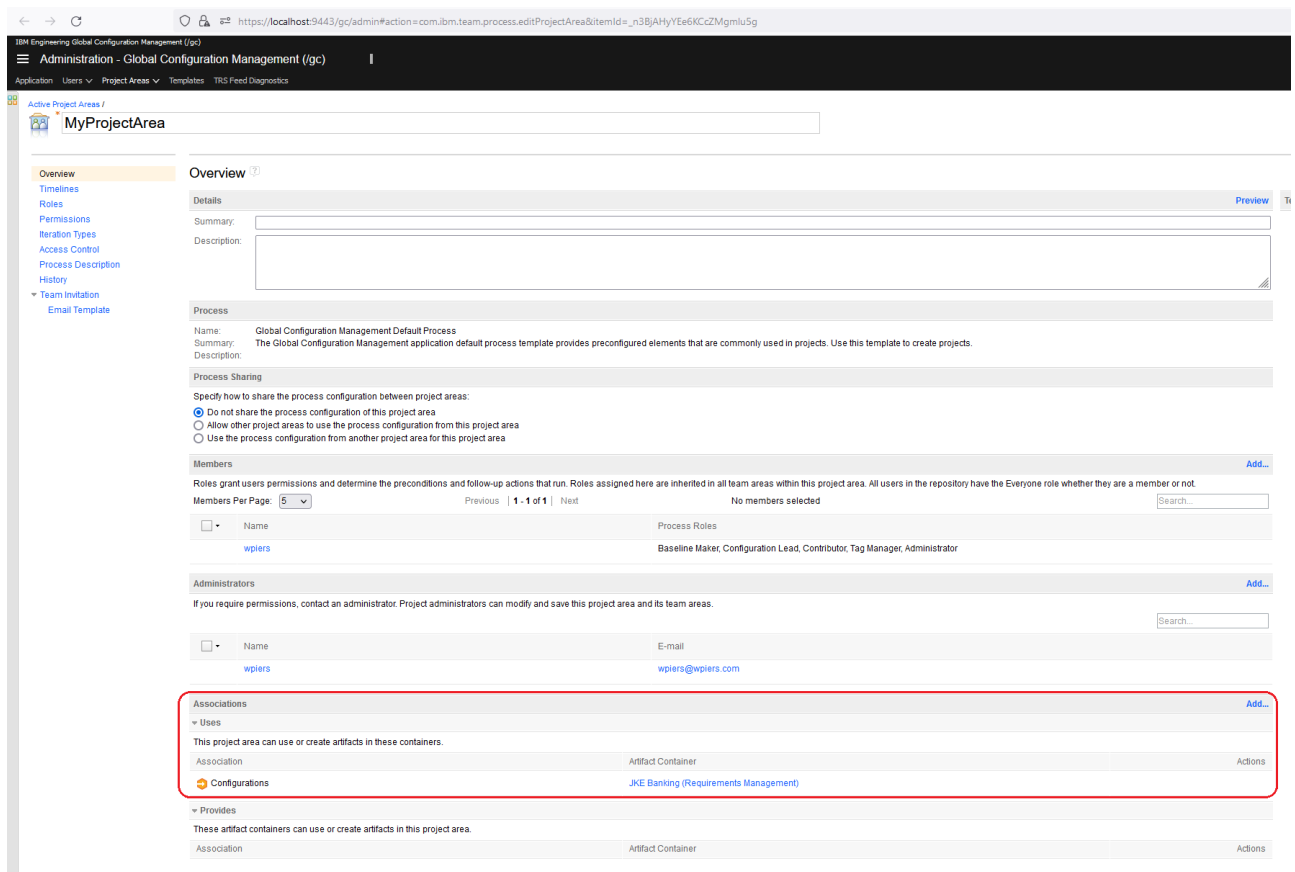 https://localhost:9443/gc/admin#action=com.ibm.team.process.editProjectArea&itemId=_n3BjAHyYEe6KCcZMgmlu5g
IBM Engineering Global Configuration Management (/gc)
Administration - Global Configuration Management (/gc)
Application Users Project Areas Templates TRS Feed Diagnostics
Active Project Areas /
* MyProjectArea
Overview
Timelines
Roles
Permissions
Iteration Types
Access Control
Process Description
History
Team Invitation
Email Template
Overview ?
Details Preview
Summary:
Description:
Process
Name: Global Configuration Management Default Process
Summary: The Global Configuration Management application default process template provides preconfigured elements that are commonly used in projects. Use this template to create projects.
Description:
Process Sharing
Specify how to share the process configuration between project areas:
Do not share the process configuration of this project area
Allow other project areas to use the process configuration from this project area
Use the process configuration from another project area for this project area
Members Add...
Roles grant users permissions and determine the preconditions and follow-up actions that run. Roles assigned here are inherited in all team areas within this project area. All users in the repository have the Everyone role whether they are a member or not.
Members Per Page: 5 Previous | 1 - 1 of 1 | Next No members selected Search...
Name Process Roles
wpiers Baseline Maker, Configuration Lead, Contributor, Tag Manager, Administrator
Administrators Add...
If you require permissions, contact an administrator. Project administrators can modify and save this project area and its team areas.
Search...
Name E-mail
wpiers wpiers@wpiers.com
Associations Add...
Uses
This project area can use or create artifacts in these containers.
Association Artifact Container Actions
Configurations JKE Banking (Requirements Management)
Provides
These artifact containers can use or create artifacts in this project area.
Association Artifact Container Actions